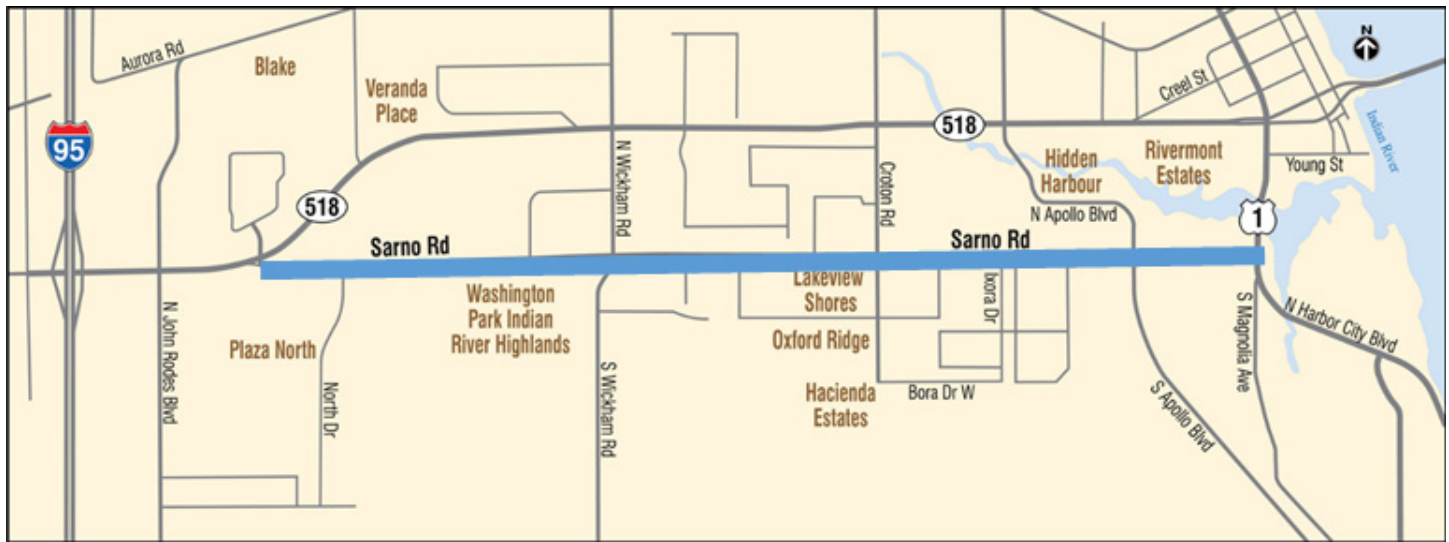 Aurora Rd
Blake
Veranda
Place
95
518
518
N Wickham Rd
Croton Rd
Creel St
N
Indian River
Hidden
Harbour
Rivermont
Estates
Young St
N Apollo Blvd
1
Sarno Rd
Sarno Rd
N John Rodes Blvd
Plaza North
North Dr
Washington
Park Indian
River Highlands
S Wickham Rd
Lakeview
Shores
Oxford Ridge
Hacienda
Estates
Ixora Dr
Bora Dr W
S Apollo Blvd
S Magnolia Ave
N Harbor City Blvd